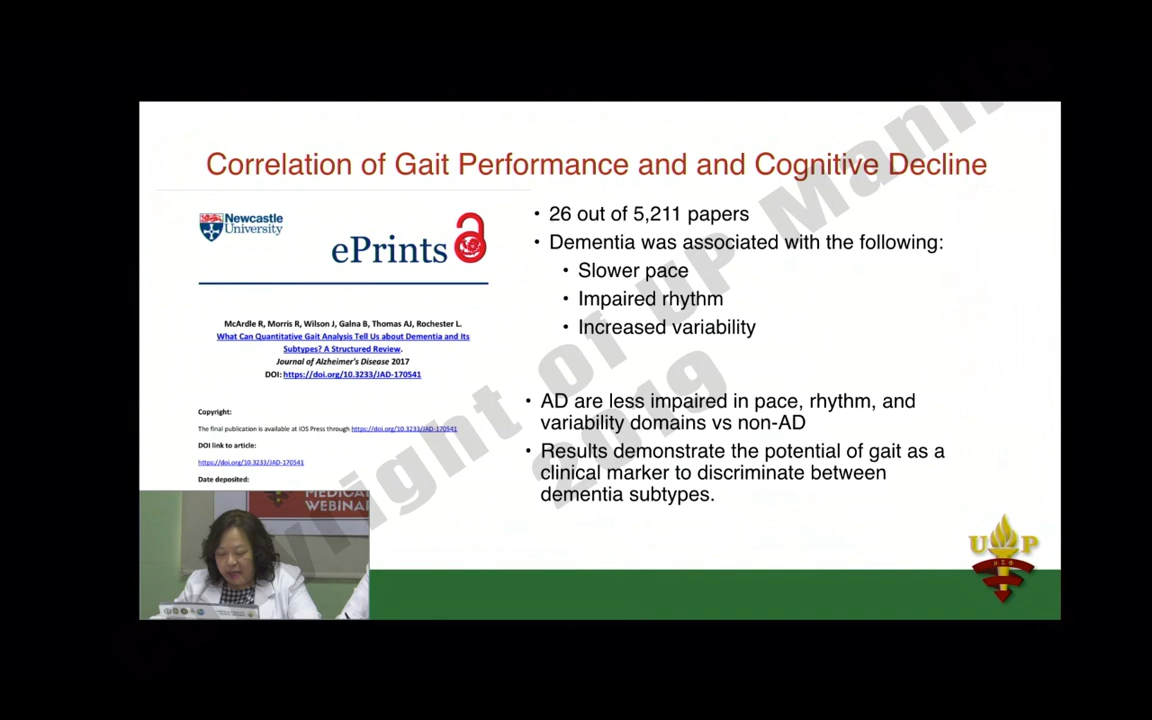 Correlation of Gait Performance and and Cognitive Decline
Newcastle
University
ePrints
McArdle R, Morris R, Wilson J, Galna B, Thomas AJ, Rochester L.
What Can Quantitative Gait Analysis Tell Us about Dementia and Its
Subtypes? A Structured Review.
Journal of Alzheimer's Disease 2017
DOI: https://doi.org/10.3233/JAD-170541
Copyright:
The final publication is available at IOS Press through https://doi.org/10.3233/JAD-170541
DOI link to article:
https://doi.org/10.3233/JAD-170541
Date deposited:
• 26 out of 5,211 papers
• Dementia was associated with the following:
• Slower pace
• Impaired rhythm
• Increased variability
• AD are less impaired in pace, rhythm, and
variability domains vs non-AD
• Results demonstrate the potential of gait as a
clinical marker to discriminate between
dementia subtypes.
of UP Manila
2019
MEDICAL
WEBINA
U P
ΜΣΦ